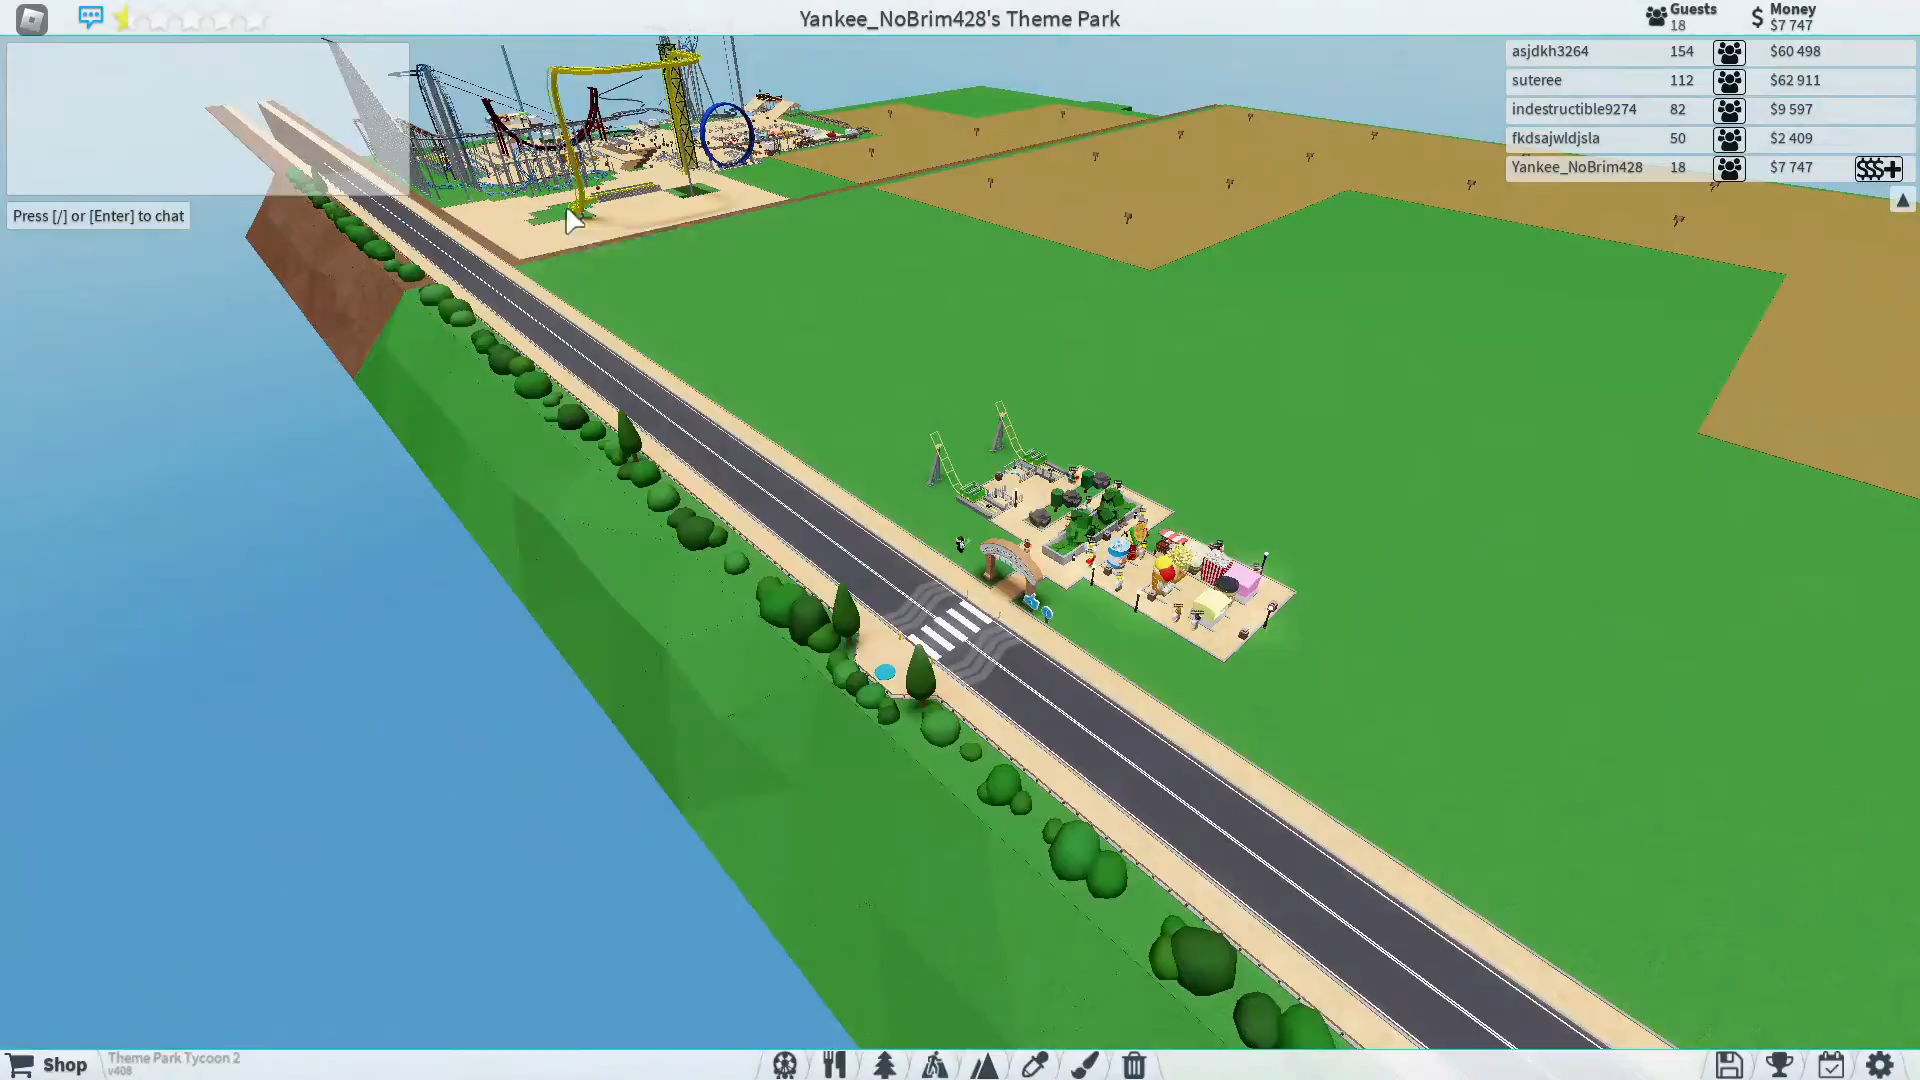 Yankee_NoBrim428's Theme Park
Guests
18
$ Money
$7 747
asjdkh3264 154 $60 498
suteree 112 $62 911
indestructible9274 82 $9 597
fkdsajwldjsla 50 $2 409
Yankee_NoBrim428 18 $7 747 $$$+
Press [/] or [Enter] to chat
Shop
Theme Park Tycoon 2
v408